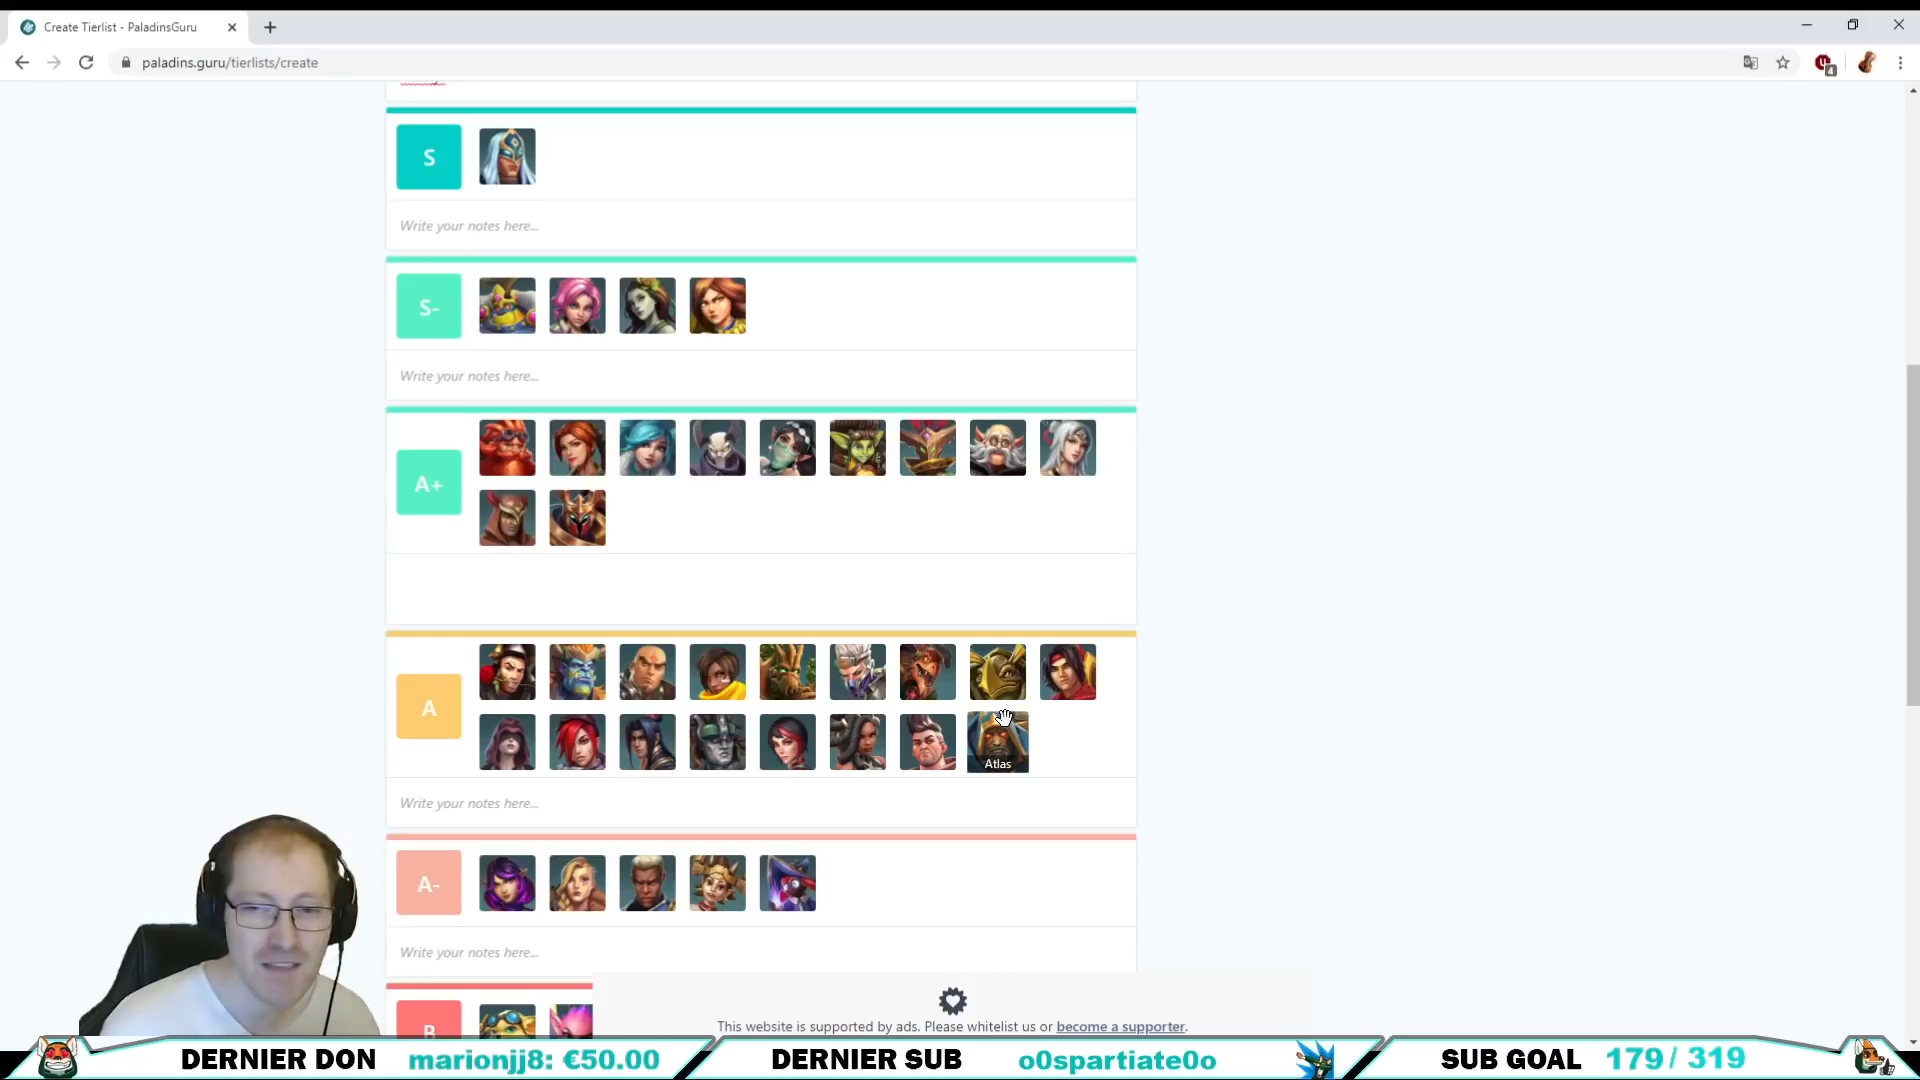 Create Tierlist - PaladinsGuru
paladins.guru/tierlists/create
4
S
Write your notes here...
S-
Write your notes here...
A+
A
Atlas
Write your notes here...
A-
Write your notes here...
B
This website is supported by ads. Please whitelist us or become a supporter.
DERNIER DON marionjj8: €50.00 DERNIER SUB o0spartiate0o SUB GOAL 179 / 319